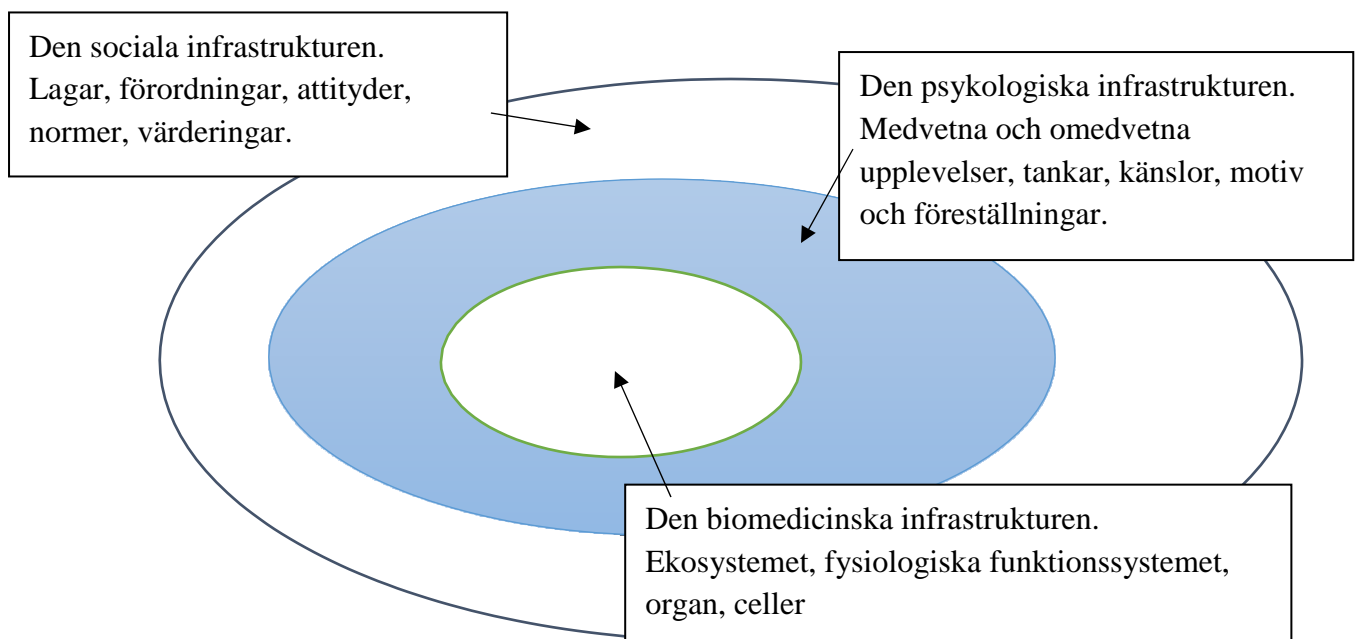 Den sociala infrastrukturen.
Lagar, förordningar, attityder,
normer, värderingar.
Den psykologiska infrastrukturen.
Medvetna och omedvetna
upplevelser, tankar, känslor, motiv
och föreställningar.
Den biomedicinska infrastrukturen.
Ekosystemet, fysiologiska funktionssystemet,
organ, celler